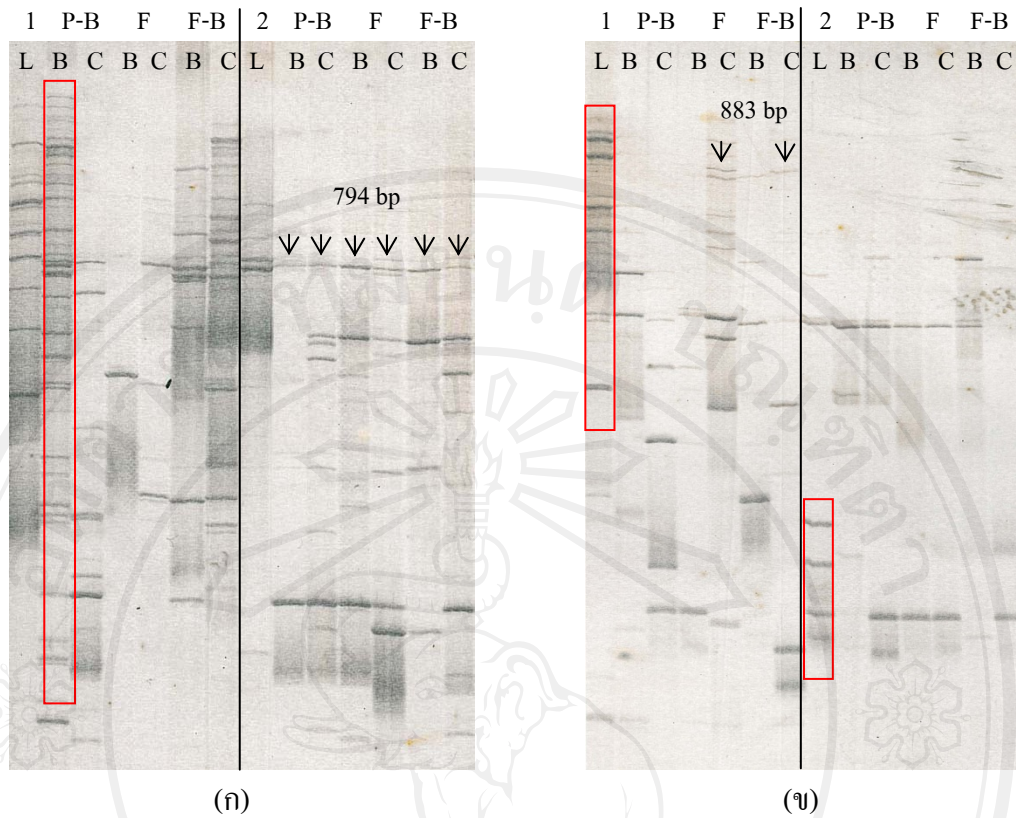 1 P-B F F-B 2 P-B F F-B
L B C B C B C L B C B C B C
794 bp
(ก)
1 P-B F F-B 2 P-B F F-B
L B C B C B C L B C B C B C
883 bp
(ข)